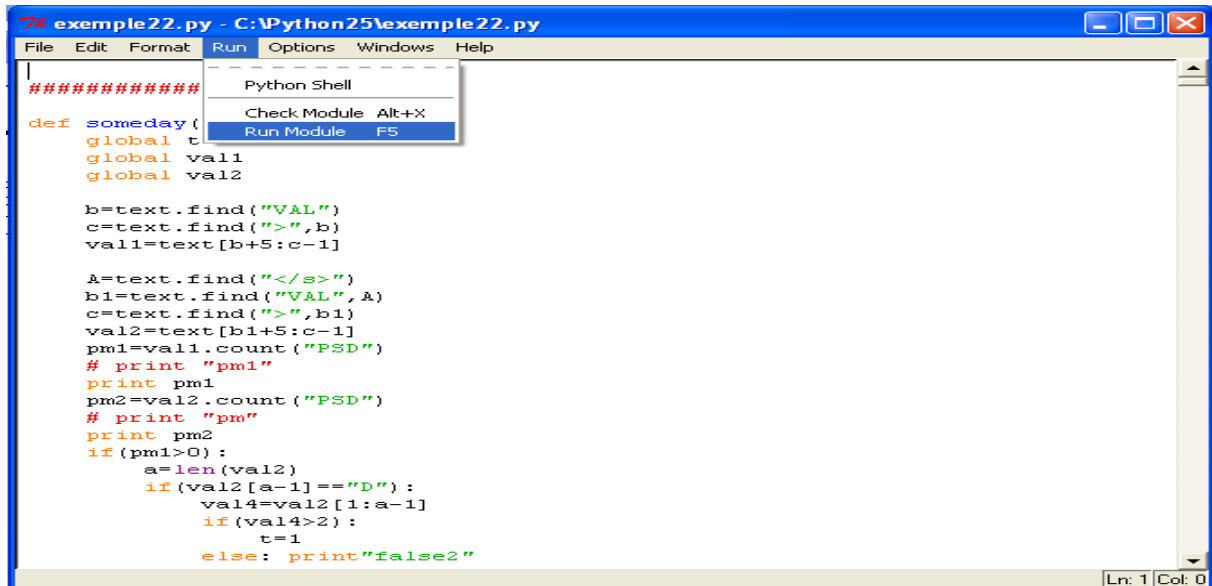 exemple22.py - C:\Python25\exemple22.py
File Edit Format Run Options Windows Help
Python Shell
Check Module Alt+X
Run Module F5
############
def someday(
global t
global val1
global val2
b=text.find("VAL")
c=text.find(">",b)
val1=text[b+5:c-1]
A=text.find("</s>")
b1=text.find("VAL",A)
c=text.find(">",b1)
val2=text[b1+5:c-1]
pm1=val1.count("PSD")
# print "pm1"
print pm1
pm2=val2.count("PSD")
# print "pm"
print pm2
if(pm1>0):
a=len(val2)
if(val2[a-1]=="D"):
val4=val2[1:a-1]
if(val4>2):
t=1
else: print"false2"
Ln: 1 Col: 0